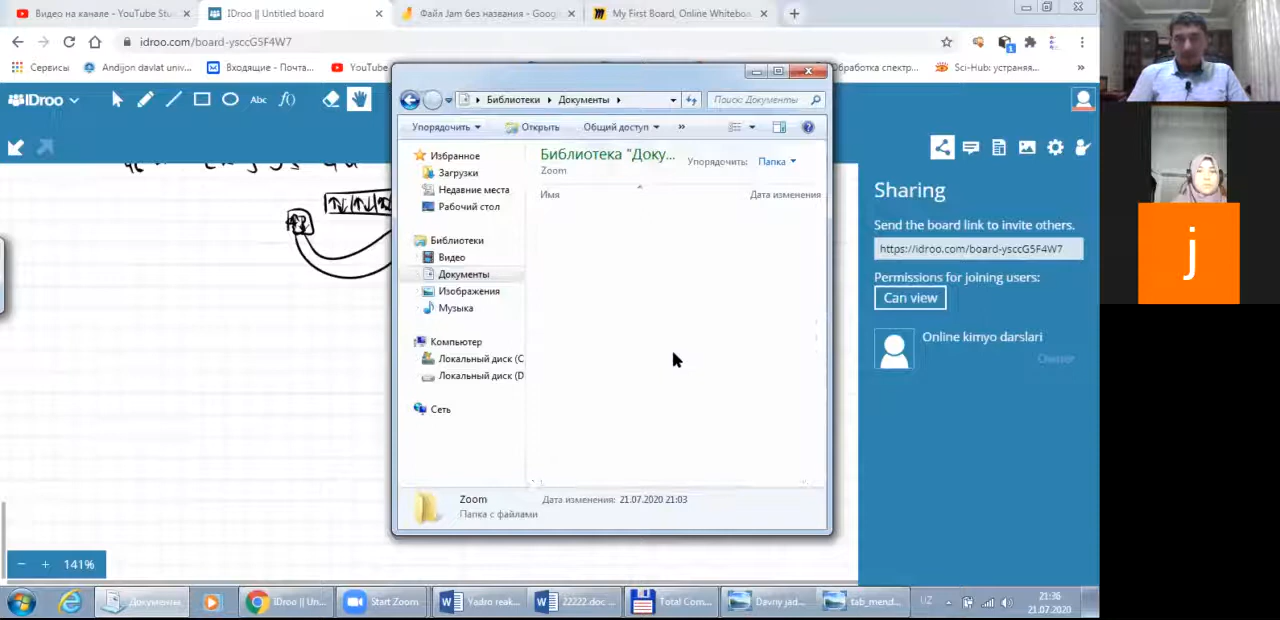 Видео на канале - YouTube Stu
IDroo || Untitled board
Файл Jam без названия - Goog
My First Board, Online Whiteboa
idroo.com/board-ysccG5F4W7
Сервисы
Andijon davlat univ...
Входящие - Почта...
YouTube
Обработка спектр...
Sci-Hub: устраняя...
IDroo
Abc
f()
Библиотеки
Документы
Поиск: Документы
Упорядочить
Открыть
Общий доступ
Избранное
Загрузки
Недавние места
Рабочий стол
Библиотеки
Видео
Документы
Изображения
Музыка
Компьютер
Локальный диск (C
Локальный диск (D
Сеть
Библиотека "Доку...
Zoom
Упорядочить:
Папка
Имя
Дата изменения
Zoom
Дата изменения: 21.07.2020 21:03
Папка с файлами
Sharing
Send the board link to invite others.
https://idroo.com/board-ysccG5F4W7
Permissions for joining users:
Can view
Online kimyo darslari
Owner
j
141%
Документы
IDroo || Un...
Start Zoom
Yadro reak...
22222.doc ...
Total Com...
Davriy jad...
tab_mend...
UZ
21:36
21.07.2020